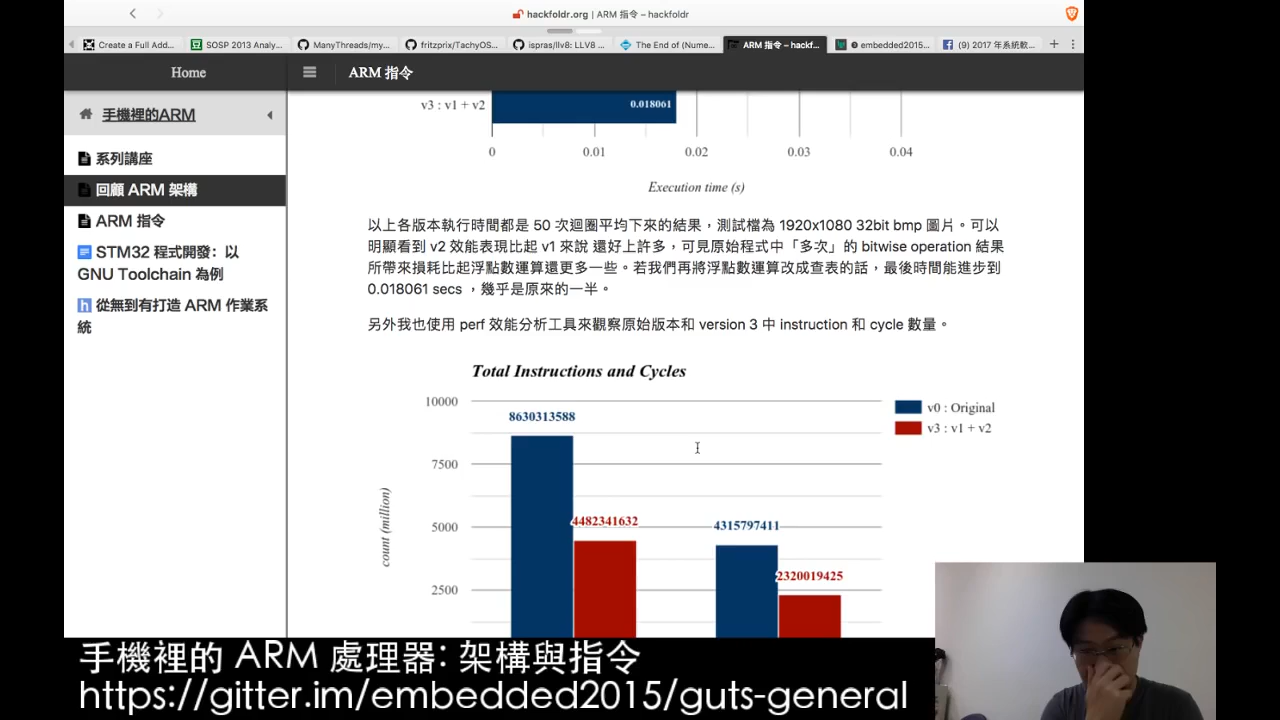 hackfoldr.org | ARM 指令 – hackfoldr
Create a Full Add...
SOSP 2013 Analy...
ManyThreads/my...
fritzprix/TachyOS...
ispras/llv8: LLV8 ...
The End of (Nume...
ARM 指令 – hackf...
embedded2015...
(9) 2017 年系統軟...
Home
ARM 指令
手機裡的ARM
系列講座
回顧 ARM 架構
ARM 指令
STM32 程式開發：以
GNU Toolchain 為例
從無到有打造 ARM 作業系
統
v3 : v1 + v2
0.018061
0
0.01
0.02
0.03
0.04
Execution time (s)
以上各版本執行時間都是 50 次迴圈平均下來的結果，測試檔為 1920x1080 32bit bmp 圖片。可以
明顯看到 v2 效能表現比起 v1 來說 還好上許多，可見原始程式中「多次」的 bitwise operation 結果
所帶來損耗比起浮點數運算還更多一些。若我們再將浮點數運算改成查表的話，最後時間能進步到
0.018061 secs ，幾乎是原來的一半。
另外我也使用 perf 效能分析工具來觀察原始版本和 version 3 中 instruction 和 cycle 數量。
Total Instructions and Cycles
10000
7500
5000
2500
count (million)
8630313588
4482341632
4315797411
2320019425
v0 : Original
v3 : v1 + v2
手機裡的 ARM 處理器: 架構與指令
https://gitter.im/embedded2015/guts-general